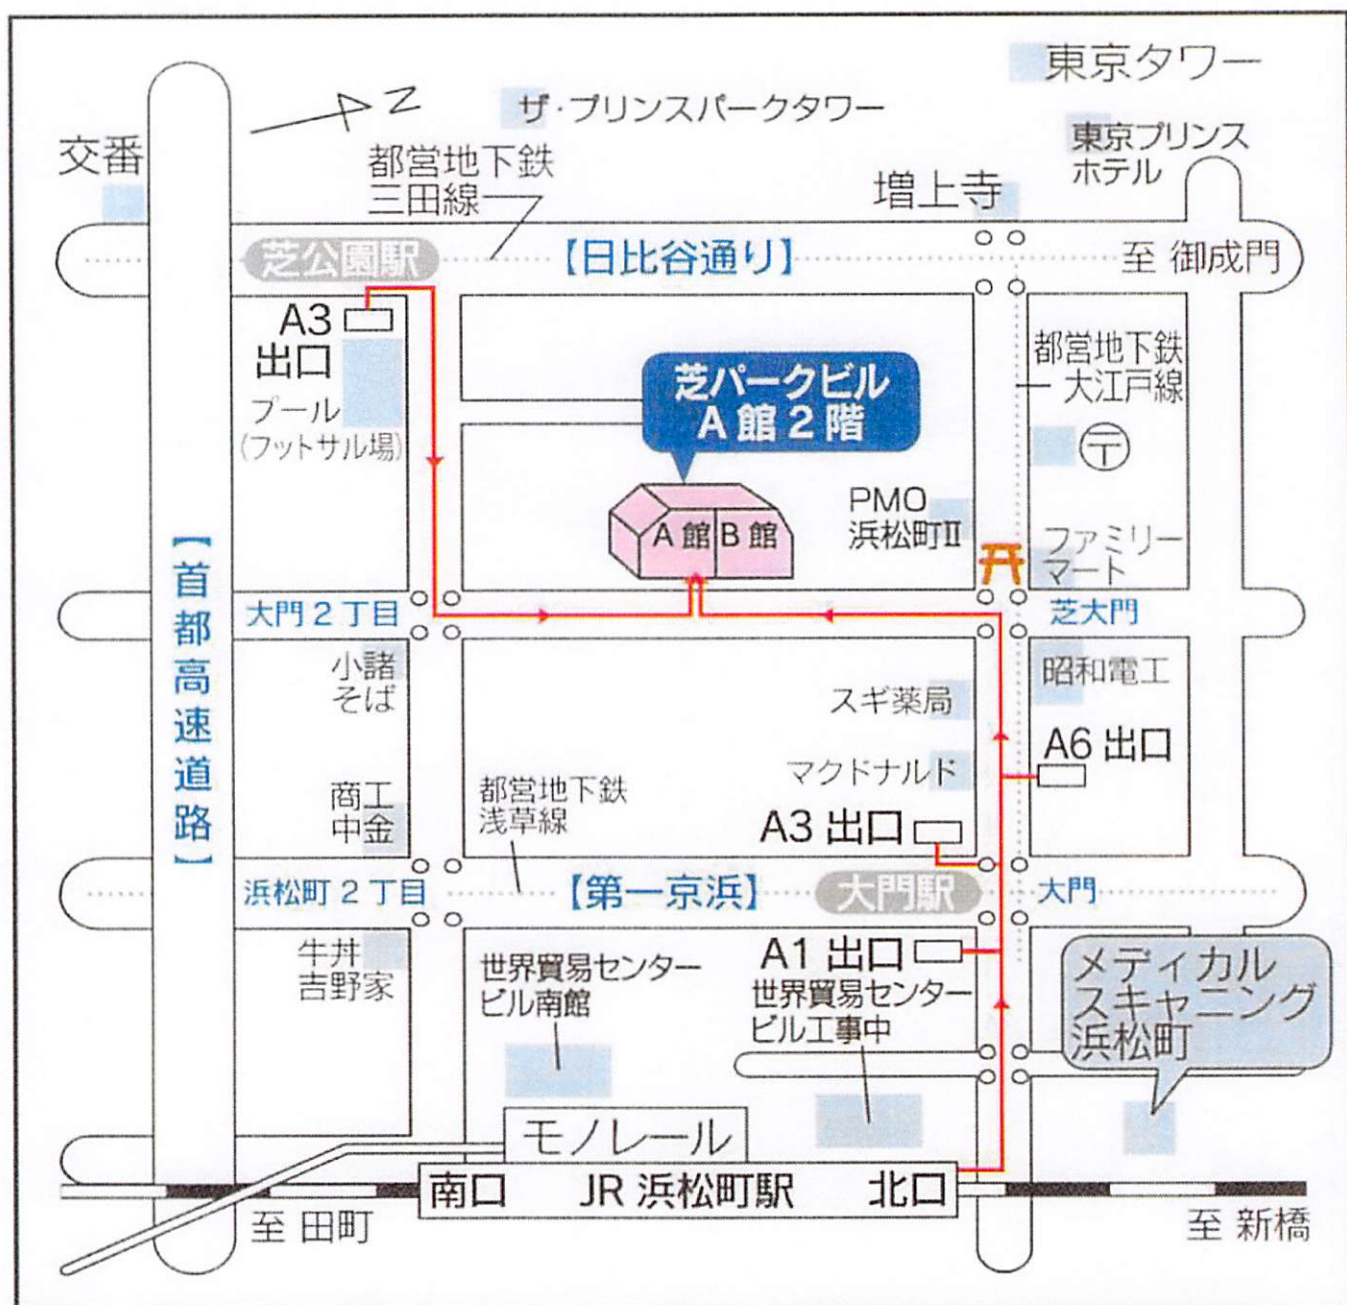 東京タワー
N
ザ・プリンスパークタワー
東京プリンス
ホテル
交番
都営地下鉄
三田線
増上寺
芝公園駅
【日比谷通り】
至 御成門
A3
出口
プール
(フットサル場)
都営地下鉄
大江戸線
〒
芝パークビル
A 館 2 階
A 館
B 館
PMO
浜松町Ⅱ
ファミリー
マート
【首都高速道路】
大門 2 丁目
芝大門
小諸
そば
昭和電工
スギ薬局
A6 出口
マクドナルド
商工
中金
都営地下鉄
浅草線
A3 出口
浜松町 2 丁目
【第一京浜】
大門駅
大門
牛丼
吉野家
世界貿易センター
ビル南館
A1 出口
世界貿易センター
ビル工事中
メディカル
スキャニング
浜松町
モノレール
南口
JR 浜松町駅
北口
至 田町
至 新橋